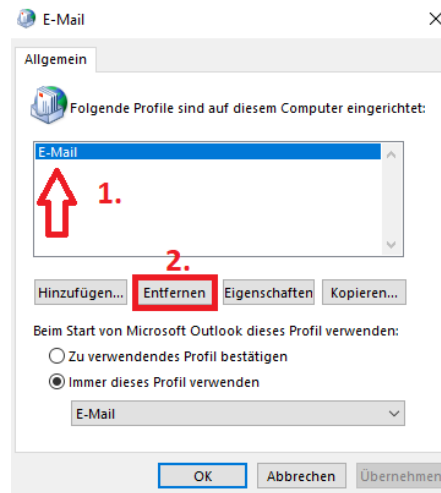 E-Mail
Allgemein
Folgende Profile sind auf diesem Computer eingerichtet:
E-Mail
1.
2.
Hinzufügen... Entfernen Eigenschaften Kopieren...
Beim Start von Microsoft Outlook dieses Profil verwenden:
Zu verwendendes Profil bestätigen
Immer dieses Profil verwenden
E-Mail
OK Abbrechen Übernehmen